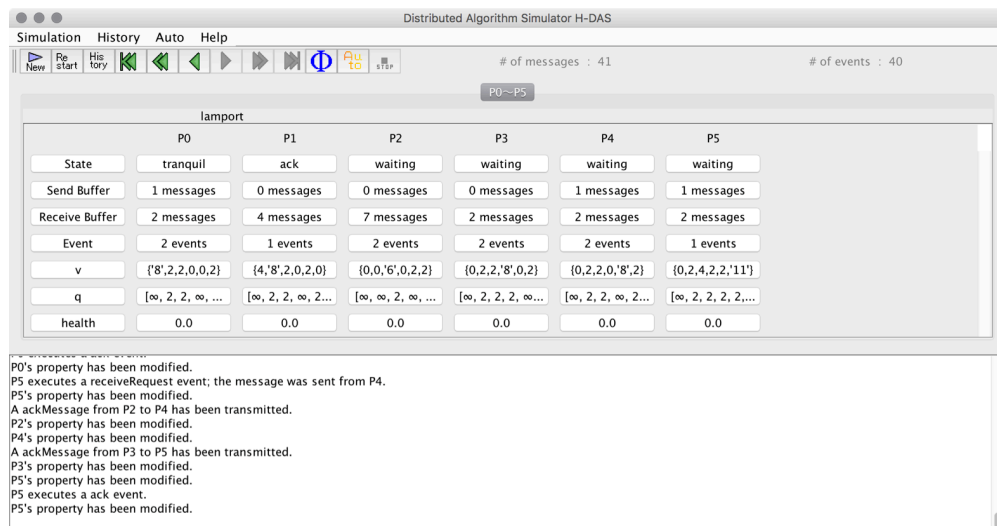 Distributed Algorithm Simulator H-DAS
Simulation History Auto Help
New Re start His tory Φ Au to STOP # of messages : 41 # of events : 40
P0~P5
lamport
P0 P1 P2 P3 P4 P5
State tranquil ack waiting waiting waiting waiting
Send Buffer 1 messages 0 messages 0 messages 0 messages 1 messages 1 messages
Receive Buffer 2 messages 4 messages 7 messages 2 messages 2 messages 2 messages
Event 2 events 1 events 2 events 2 events 2 events 1 events
v {'8',2,2,0,0,2} {4,'8',2,0,2,0} {0,0,'6',0,2,2} {0,2,2,'8',0,2} {0,2,2,0,'8',2} {0,2,4,2,2,'11'}
q [∞, 2, 2, ∞, ... [∞, 2, 2, ∞, 2... [∞, ∞, 2, ∞, ... [∞, 2, 2, 2, ∞... [∞, 2, 2, ∞, 2... [∞, 2, 2, 2, 2,...
health 0.0 0.0 0.0 0.0 0.0 0.0
P0's property has been modified.
P5 executes a receiveRequest event; the message was sent from P4.
P5's property has been modified.
A ackMessage from P2 to P4 has been transmitted.
P2's property has been modified.
P4's property has been modified.
A ackMessage from P3 to P5 has been transmitted.
P3's property has been modified.
P5's property has been modified.
P5 executes a ack event.
P5's property has been modified.